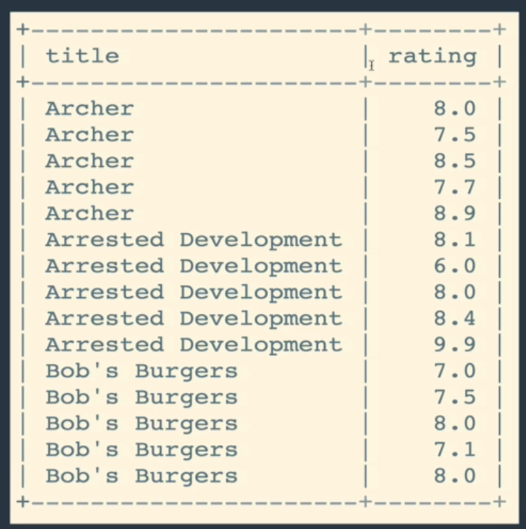 +----------------------+--------+
| title                | rating |
+----------------------+--------+
| Archer               |    8.0 |
| Archer               |    7.5 |
| Archer               |    8.5 |
| Archer               |    7.7 |
| Archer               |    8.9 |
| Arrested Development |    8.1 |
| Arrested Development |    6.0 |
| Arrested Development |    8.0 |
| Arrested Development |    8.4 |
| Arrested Development |    9.9 |
| Bob's Burgers        |    7.0 |
| Bob's Burgers        |    7.5 |
| Bob's Burgers        |    8.0 |
| Bob's Burgers        |    7.1 |
| Bob's Burgers        |    8.0 |
+----------------------+--------+